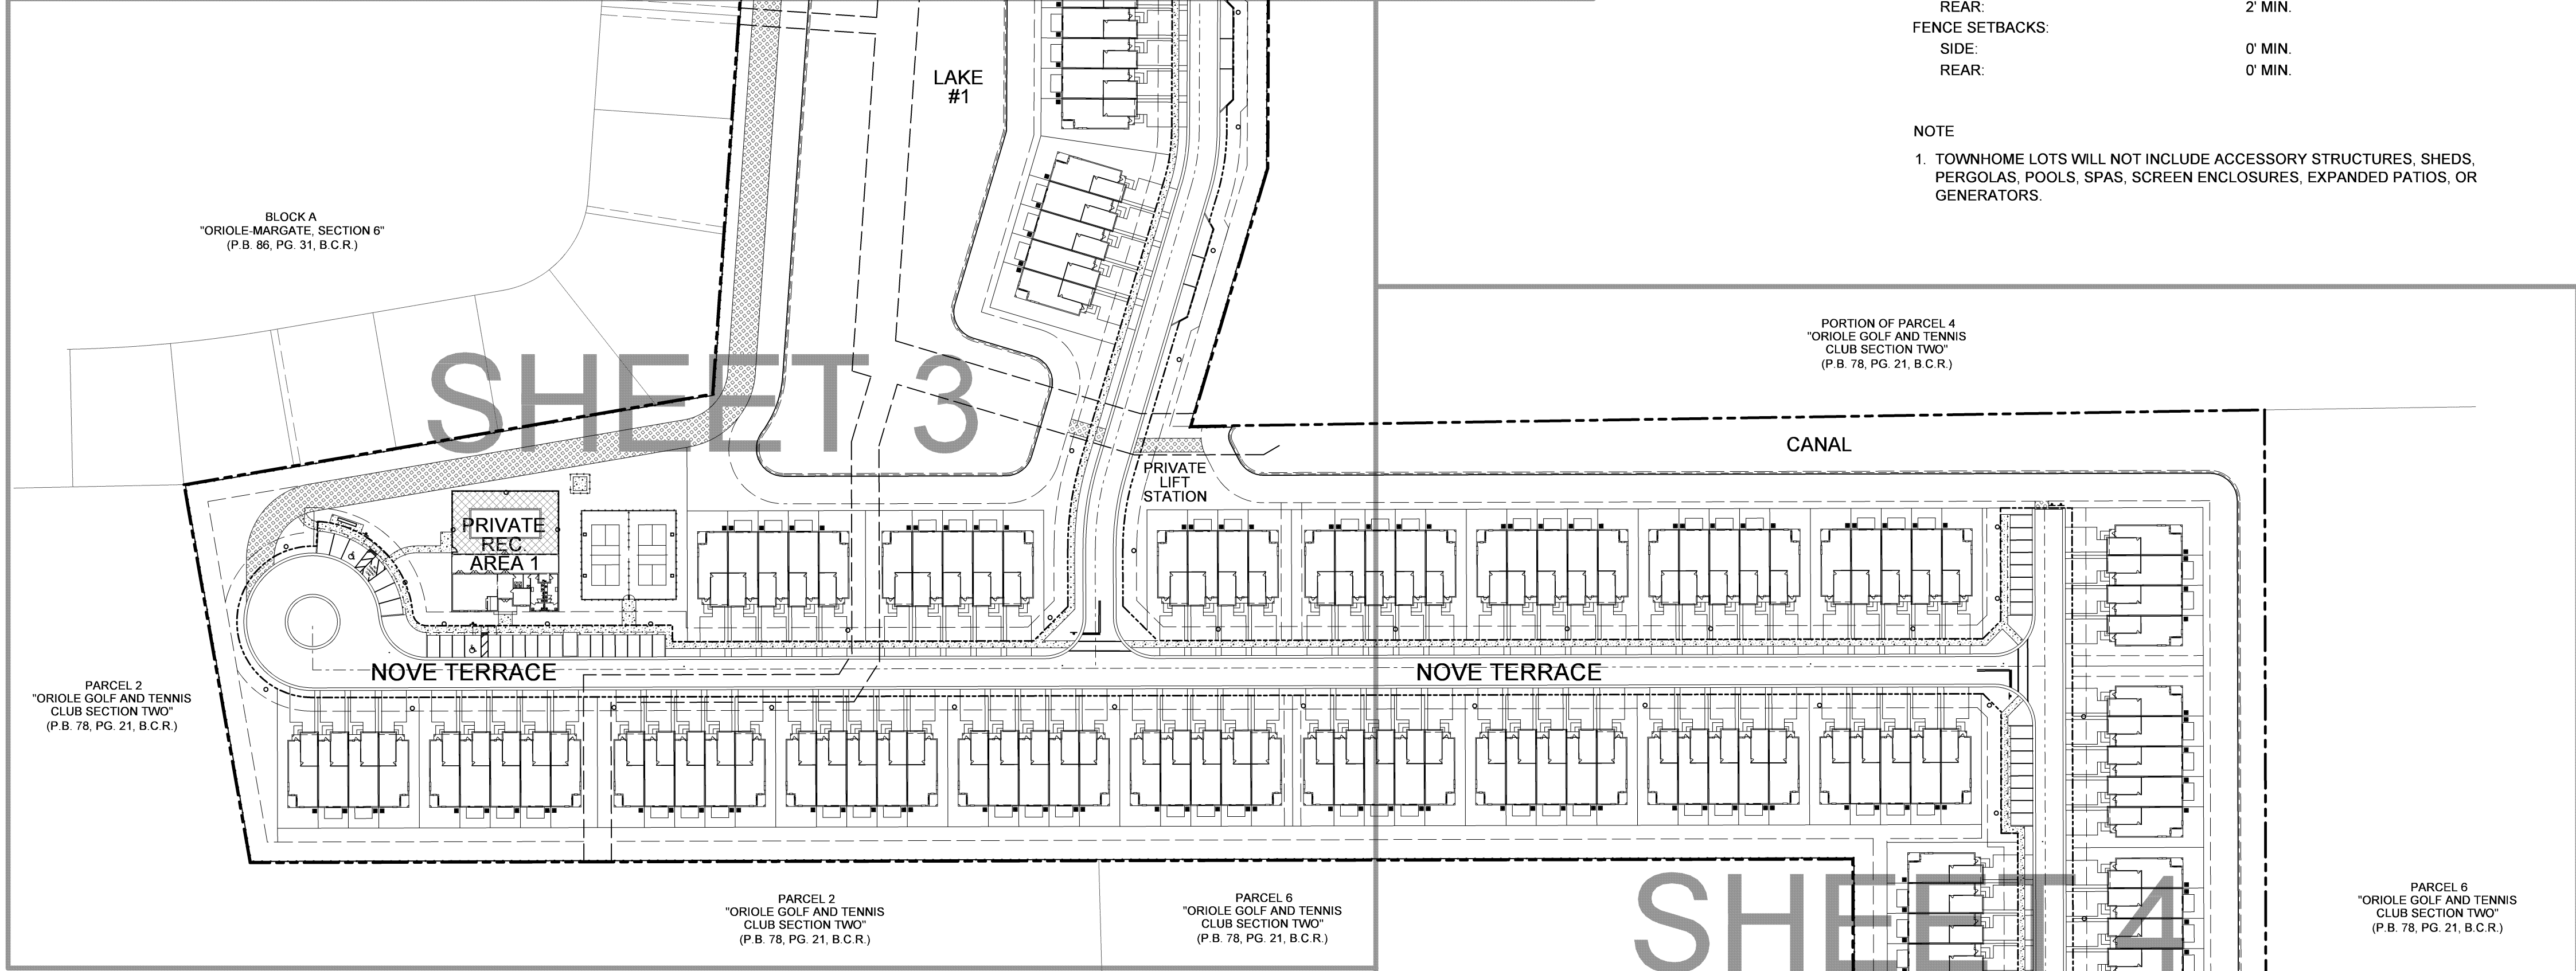 REAR: 2' MIN.
FENCE SETBACKS:
SIDE: 0' MIN.
REAR: 0' MIN.
NOTE
1. TOWNHOME LOTS WILL NOT INCLUDE ACCESSORY STRUCTURES, SHEDS,
PERGOLAS, POOLS, SPAS, SCREEN ENCLOSURES, EXPANDED PATIOS, OR
GENERATORS.
LAKE
#1
BLOCK A
"ORIOLE-MARGATE, SECTION 6"
(P.B. 86, PG. 31, B.C.R.)
PORTION OF PARCEL 4
"ORIOLE GOLF AND TENNIS
CLUB SECTION TWO"
(P.B. 78, PG. 21, B.C.R.)
SHEET 3
CANAL
PRIVATE
LIFT
STATION
PRIVATE
REC
AREA 1
NOVE TERRACE
NOVE TERRACE
PARCEL 2
"ORIOLE GOLF AND TENNIS
CLUB SECTION TWO"
(P.B. 78, PG. 21, B.C.R.)
PARCEL 2
"ORIOLE GOLF AND TENNIS
CLUB SECTION TWO"
(P.B. 78, PG. 21, B.C.R.)
PARCEL 6
"ORIOLE GOLF AND TENNIS
CLUB SECTION TWO"
(P.B. 78, PG. 21, B.C.R.)
SHEET 4
PARCEL 6
"ORIOLE GOLF AND TENNIS
CLUB SECTION TWO"
(P.B. 78, PG. 21, B.C.R.)